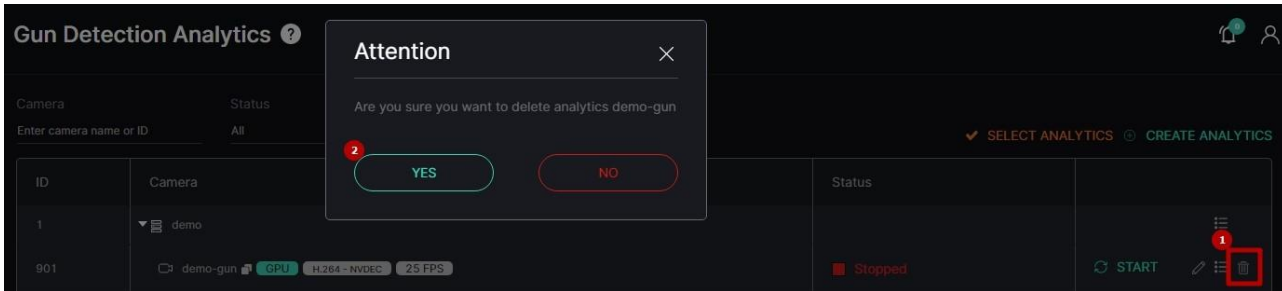 Gun Detection Analytics ?
0
Attention
Are you sure you want to delete analytics demo-gun
2
YES
NO
Camera
Status
Enter camera name or ID
All
SELECT ANALYTICS
CREATE ANALYTICS
ID
Camera
Status
1
demo
1
901
demo-gun GPU H.264 - NVDEC 25 FPS
Stopped
START